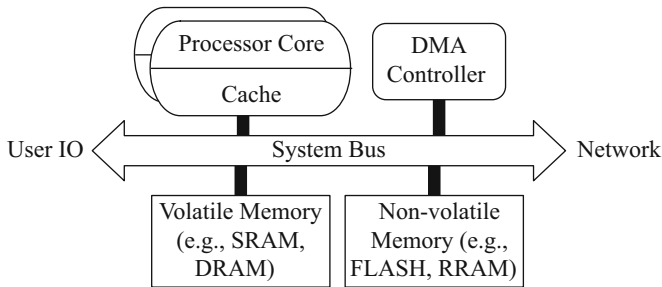 Processor Core
Cache
DMA
Controller
User IO
System Bus
Network
Volatile Memory
(e.g., SRAM,
DRAM)
Non-volatile
Memory (e.g.,
FLASH, RRAM)